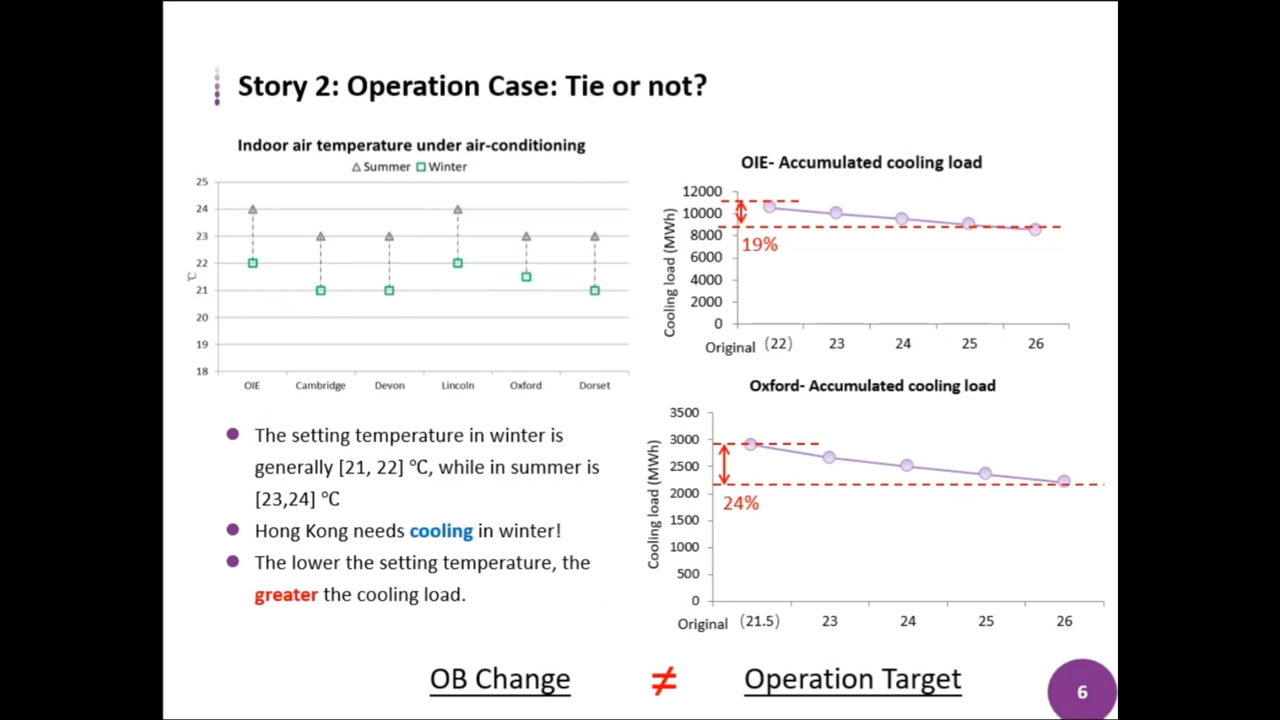 Story 2: Operation Case: Tie or not?
Indoor air temperature under air-conditioning
Summer Winter
25
24
23
22
21
20
19
18
℃
OIE Cambridge Devon Lincoln Oxford Dorset
The setting temperature in winter is
generally [21, 22] ℃, while in summer is
[23,24] ℃
Hong Kong needs cooling in winter!
The lower the setting temperature, the
greater the cooling load.
OIE- Accumulated cooling load
Cooling load (MWh)
12000
10000
8000
6000
4000
2000
0
19%
Original (22) 23 24 25 26
Oxford- Accumulated cooling load
Cooling load (MWh)
3500
3000
2500
2000
1500
1000
500
0
24%
Original (21.5) 23 24 25 26
OB Change ≠ Operation Target
6